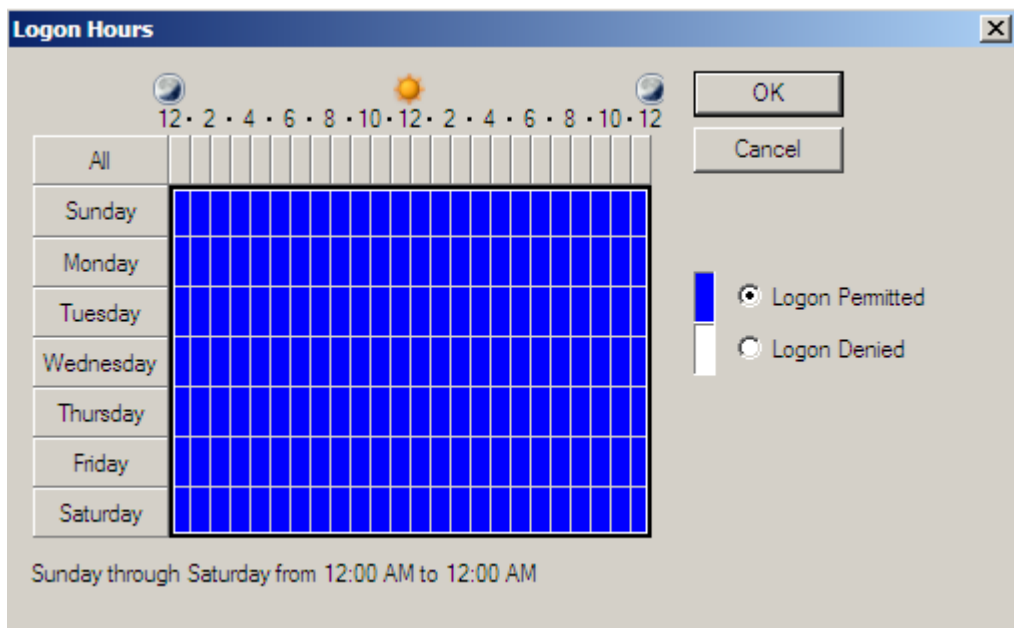 Logon Hours
12 · 2 · 4 · 6 · 8 · 10 · 12 · 2 · 4 · 6 · 8 · 10 · 12
All
Sunday
Monday
Tuesday
Wednesday
Thursday
Friday
Saturday
Sunday through Saturday from 12:00 AM to 12:00 AM
OK
Cancel
Logon Permitted
Logon Denied